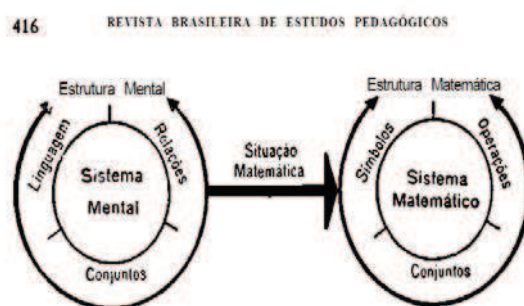 416 REVISTA BRASILEIRA DE ESTUDOS PEDAGÓGICOS
Estrutura Mental
Linguagem
Relações
Sistema
Mental
Conjuntos
Situação
Matemática
Estrutura Matemática
Símbolos
Operações
Sistema
Matemático
Conjuntos